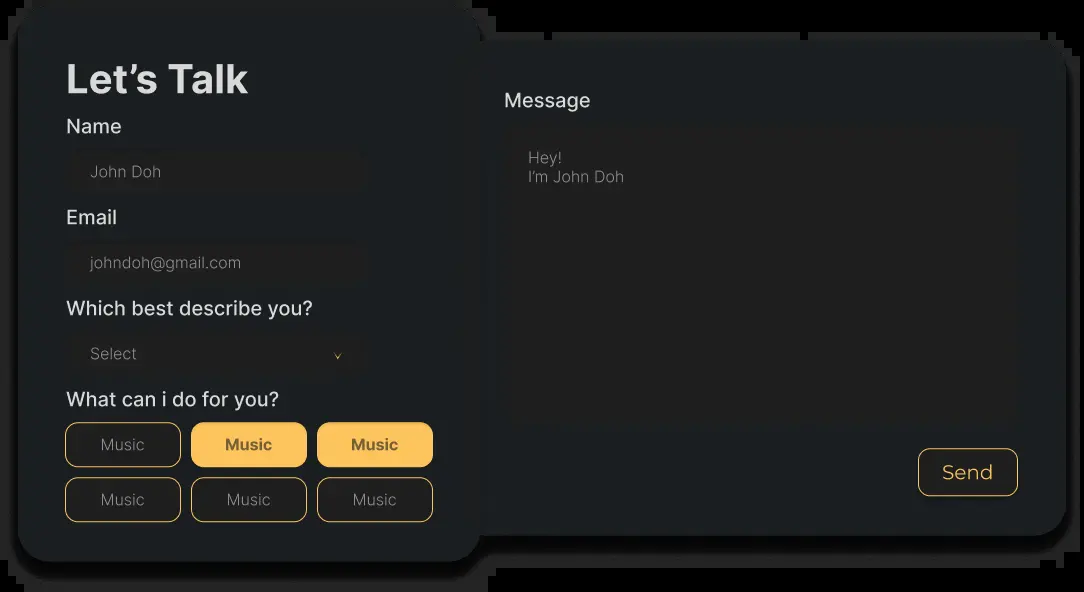 Let’s Talk
Name
John Doh
Email
johndoh@gmail.com
Which best describe you?
Select
What can i do for you?
Music Music Music
Music Music Music
Message
Hey!
I’m John Doh
Send